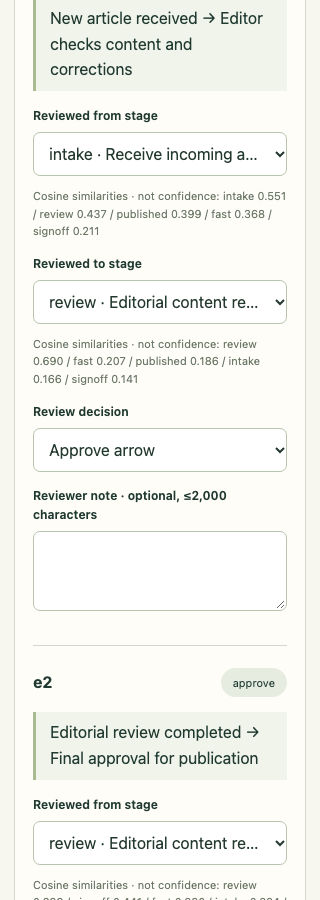 New article received → Editor
checks content and
corrections
Reviewed from stage
intake · Receive incoming a...
Cosine similarities · not confidence: intake 0.551
/ review 0.437 / published 0.399 / fast 0.368 /
signoff 0.211
Reviewed to stage
review · Editorial content re...
Cosine similarities · not confidence: review
0.690 / fast 0.207 / published 0.186 / intake
0.166 / signoff 0.141
Review decision
Approve arrow
Reviewer note · optional, ≤2,000
characters
e2
approve
Editorial review completed →
Final approval for publication
Reviewed from stage
review · Editorial content re...
Cosine similarities · not confidence: review